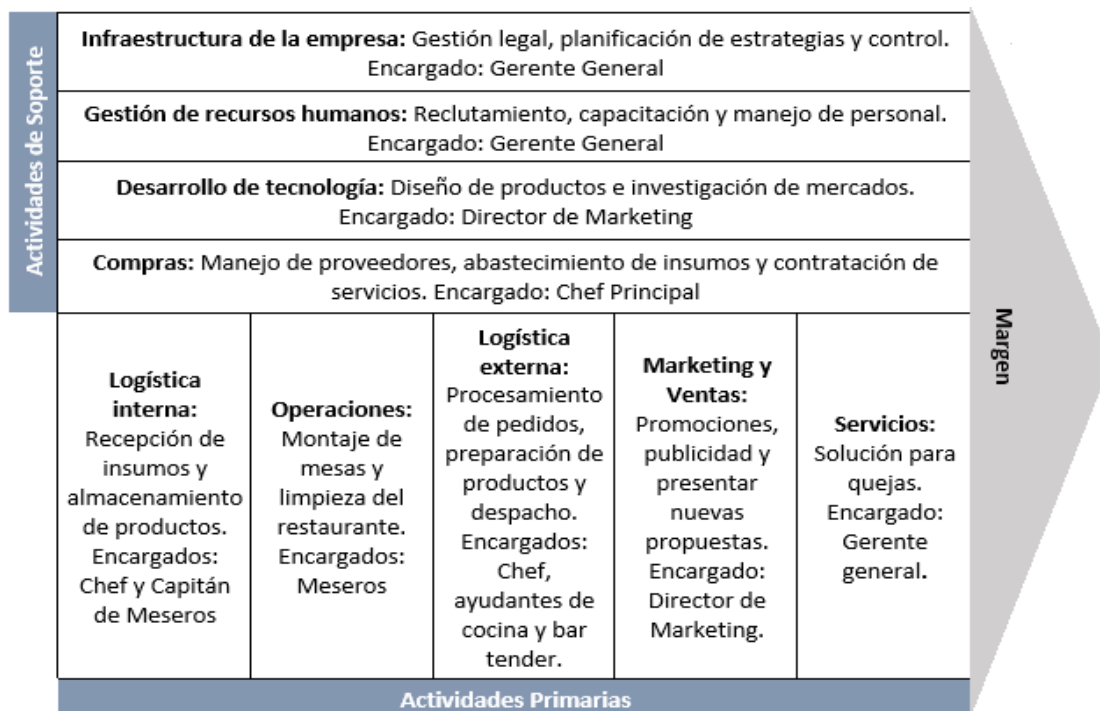 Actividades de Soporte
Infraestructura de la empresa: Gestión legal, planificación de estrategias y control.
Encargado: Gerente General
Gestión de recursos humanos: Reclutamiento, capacitación y manejo de personal.
Encargado: Gerente General
Desarrollo de tecnología: Diseño de productos e investigación de mercados.
Encargado: Director de Marketing
Compras: Manejo de proveedores, abastecimiento de insumos y contratación de
servicios. Encargado: Chef Principal
Logística
interna:
Recepción de
insumos y
almacenamiento
de productos.
Encargados:
Chef y Capitán
de Meseros
Operaciones:
Montaje de
mesas y
limpieza del
restaurante.
Encargados:
Meseros
Logística
externa:
Procesamiento
de pedidos,
preparación de
productos y
despacho.
Encargados:
Chef,
ayudantes de
cocina y bar
tender.
Marketing y
Ventas:
Promociones,
publicidad y
presentar
nuevas
propuestas.
Encargado:
Director de
Marketing.
Servicios:
Solución para
quejas.
Encargado:
Gerente
general.
Margen
Actividades Primarias